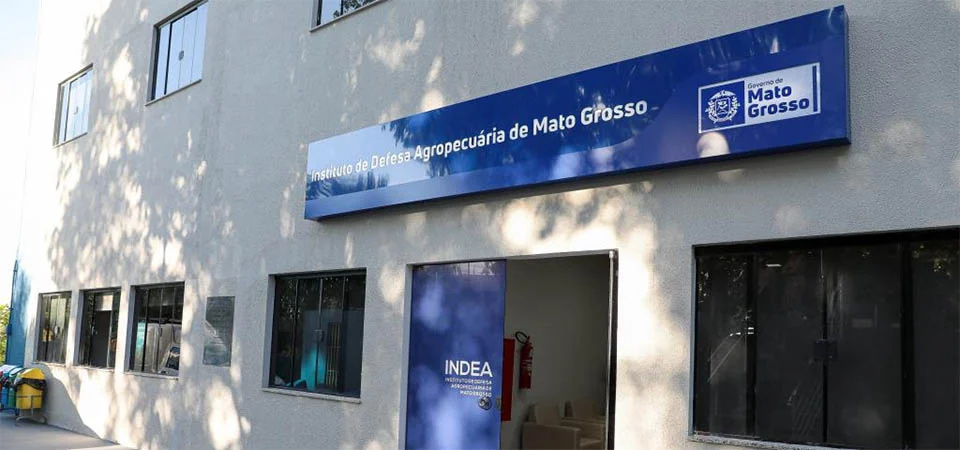 Instituto de Defesa Agropecuária de Mato Grosso
Governo de
Mato
Grosso
INDEA
INSTITUTO DE DEFESA
AGROPECUÁRIA DE
MATO GROSSO